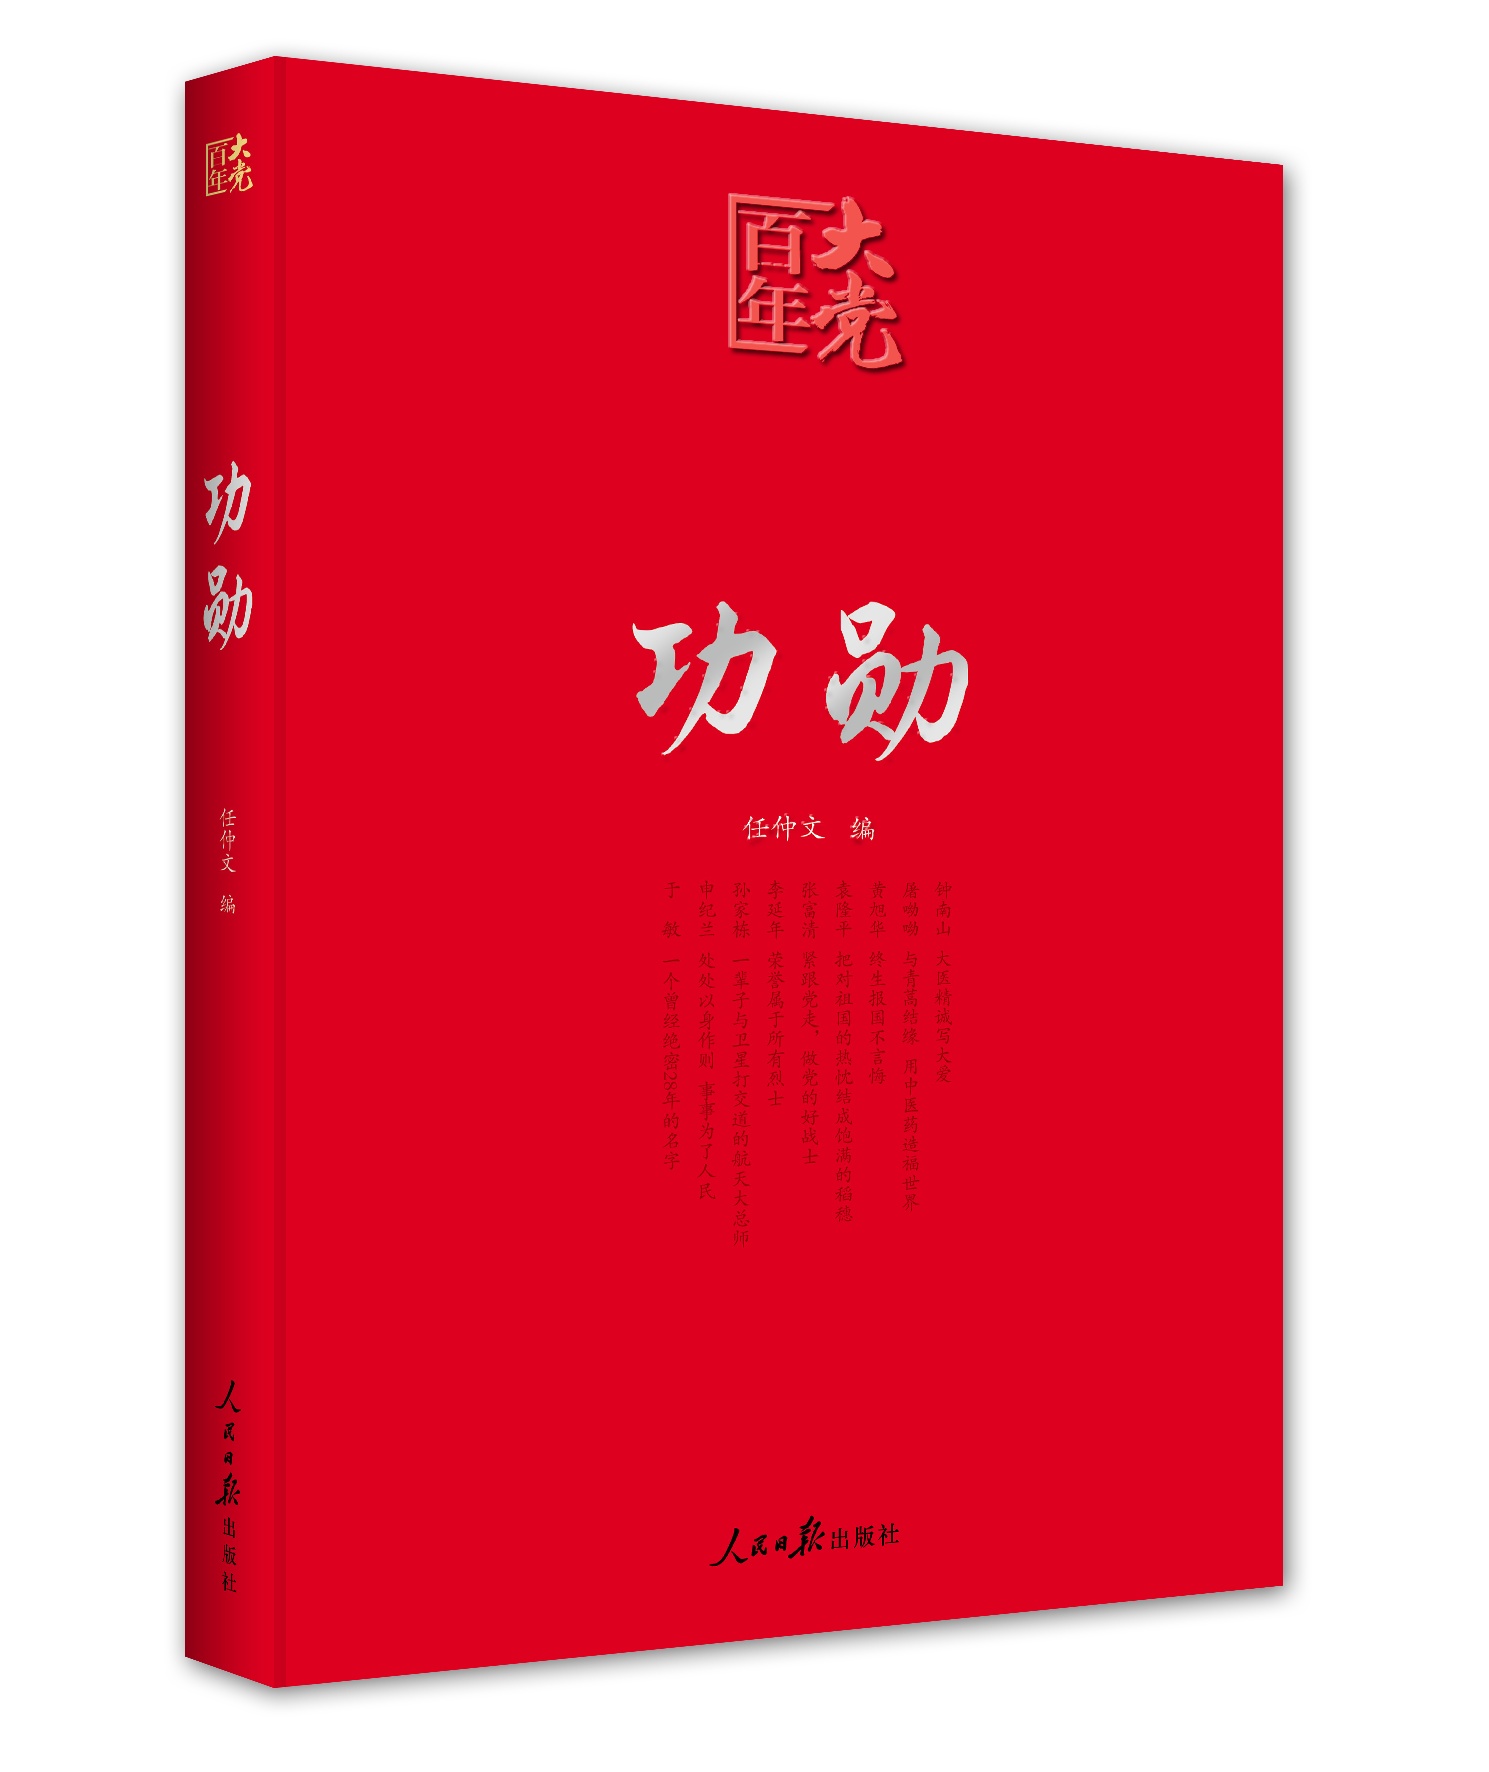 大党
百年
功勋
任仲文 编
人民日报出版社
大党
百年
功勋
任仲文 编
钟南山 大医精诚写大爱
屠呦呦 与青蒿结缘 用中医药造福世界
黄旭华 终生报国不言悔
袁隆平 把对祖国的热忱结成饱满的稻穗
张富清 紧跟党走，做党的好战士
李延年 荣誉属于所有烈士
孙家栋 一辈子与卫星打交道的航天大总师
申纪兰 处处以身作则 事事为了人民
于敏 一个曾经绝密28年的名字
人民日报出版社